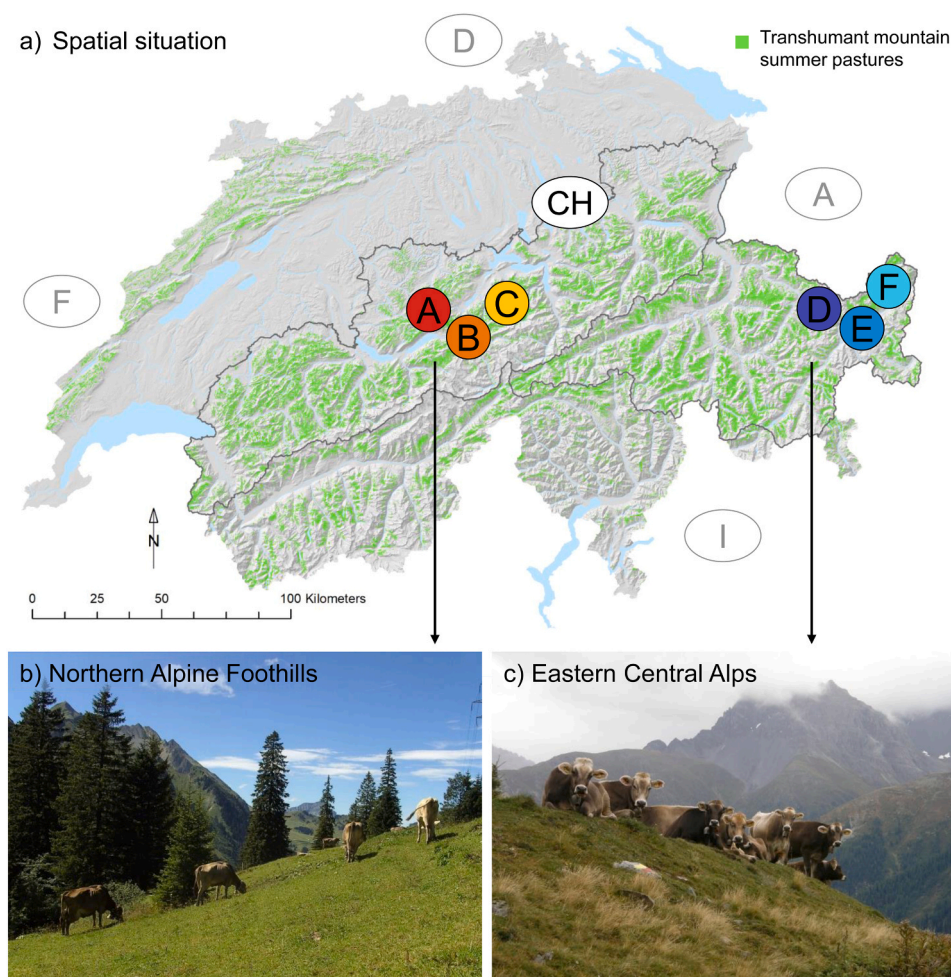 a) Spatial situation
D
Transhumant mountain
summer pastures
CH
A
F
A
B
C
D
E
F
I
N
0 25 50 100 Kilometers
b) Northern Alpine Foothills
c) Eastern Central Alps